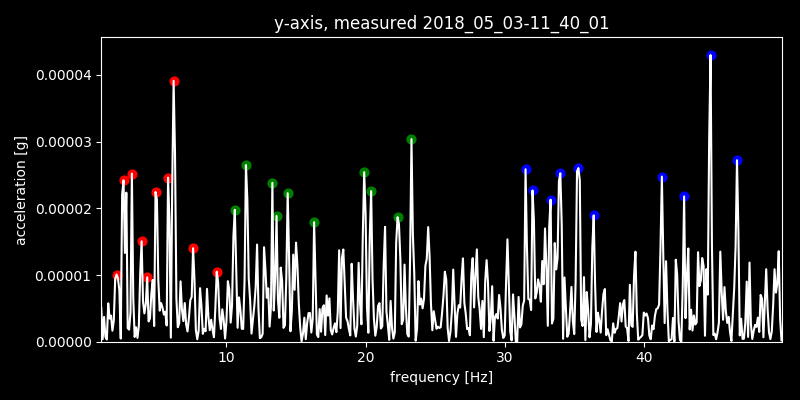 y-axis, measured 2018_05_03-11_40_01
0.00004
0.00003
0.00002
0.00001
0.00000
acceleration [g]
10 20 30 40
frequency [Hz]